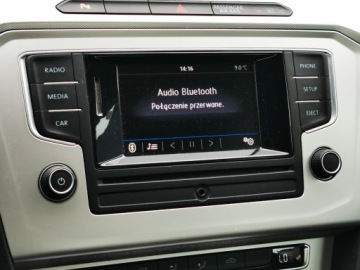 RADIO
MEDIA
CAR
14:16
9.0°C
Audio Bluetooth
Połączenie przerwane.
PHONE
SETUP
EJECT